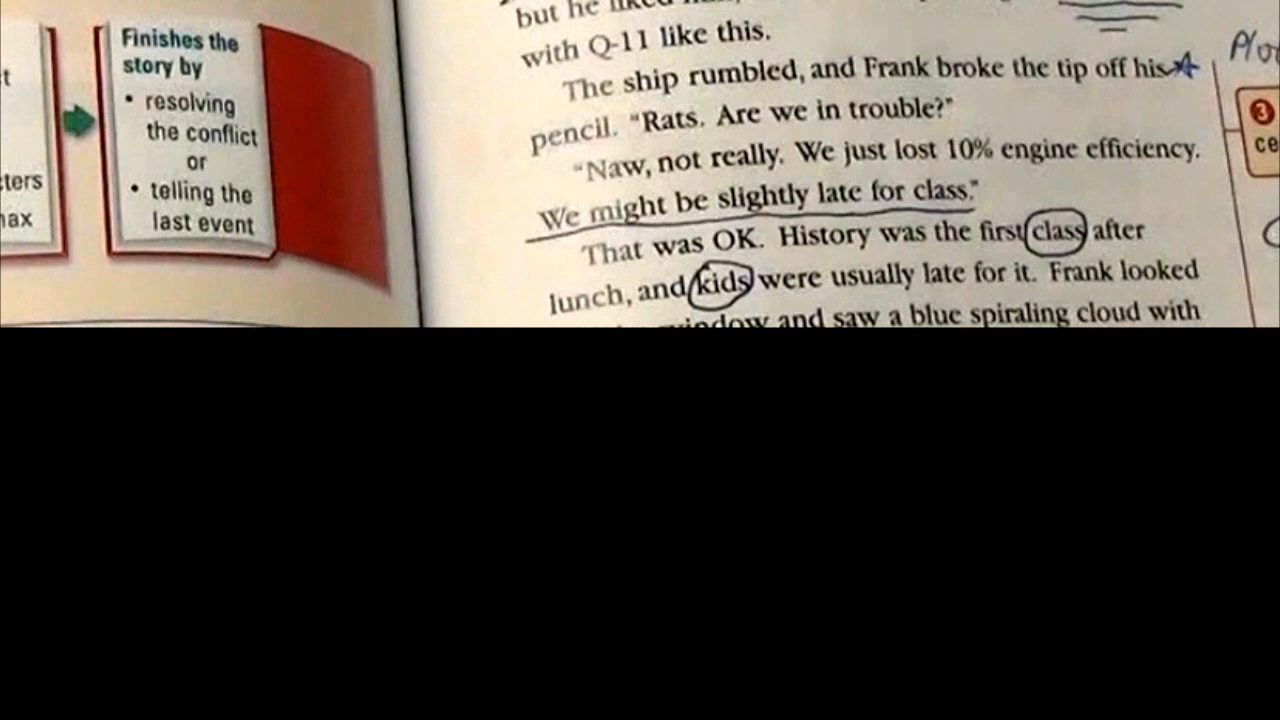 t
cters
max
Finishes the
story by
• resolving
the conflict
or
• telling the
last event
but he liked
with Q-11 like this.
The ship rumbled, and Frank broke the tip off his
pencil. "Rats. Are we in trouble?"
"Naw, not really. We just lost 10% engine efficiency.
We might be slightly late for class."
That was OK. History was the first class after
lunch, and kids were usually late for it. Frank looked
window and saw a blue spiraling cloud with
3
ce